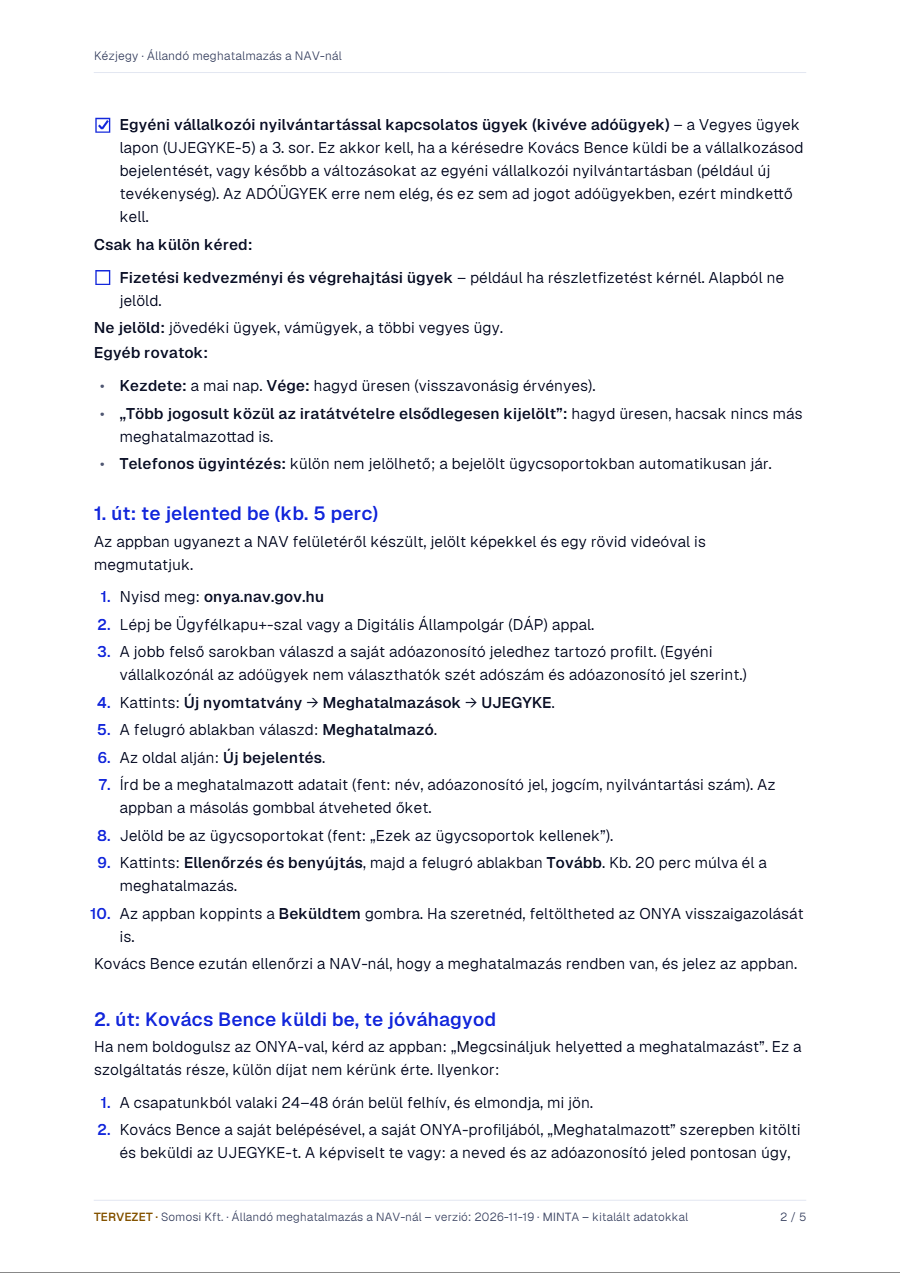 Kézjegy · Állandó meghatalmazás a NAV-nál
☑ Egyéni vállalkozói nyilvántartással kapcsolatos ügyek (kivéve adóügyek) – a Vegyes ügyek
lapon (UJEGYKE-5) a 3. sor. Ez akkor kell, ha a kérésedre Kovács Bence küldi be a vállalkozásod
bejelentését, vagy később a változásokat az egyéni vállalkozói nyilvántartásban (például új
tevékenység). Az ADÓÜGYEK erre nem elég, és ez sem ad jogot adóügyekben, ezért mindkettő
kell.
Csak ha külön kéred:
☐ Fizetési kedvezményi és végrehajtási ügyek – például ha részletfizetést kérnél. Alapból ne
jelöld.
Ne jelöld: jövedéki ügyek, vámügyek, a többi vegyes ügy.
Egyéb rovatok:
• Kezdete: a mai nap. Vége: hagyd üresen (visszavonásig érvényes).
• „Több jogosult közül az iratátvételre elsődlegesen kijelölt”: hagyd üresen, hacsak nincs más
meghatalmazottad is.
• Telefonos ügyintézés: külön nem jelölhető; a bejelölt ügycsoportokban automatikusan jár.
1. út: te jelented be (kb. 5 perc)
Az appban ugyanezt a NAV felületéről készült, jelölt képekkel és egy rövid videóval is
megmutatjuk.
1. Nyisd meg: onya.nav.gov.hu
2. Lépj be Ügyfélkapu+-szal vagy a Digitális Állampolgár (DÁP) appal.
3. A jobb felső sarokban válaszd a saját adóazonosító jeledhez tartozó profilt. (Egyéni
vállalkozónál az adóügyek nem választhatók szét adószám és adóazonosító jel szerint.)
4. Kattints: Új nyomtatvány → Meghatalmazások → UJEGYKE.
5. A felugró ablakban válaszd: Meghatalmazó.
6. Az oldal alján: Új bejelentés.
7. Írd be a meghatalmazott adatait (fent: név, adóazonosító jel, jogcím, nyilvántartási szám). Az
appban a másolás gombbal átveheted őket.
8. Jelöld be az ügycsoportokat (fent: „Ezek az ügycsoportok kellenek”).
9. Kattints: Ellenőrzés és benyújtás, majd a felugró ablakban Tovább. Kb. 20 perc múlva él a
meghatalmazás.
10. Az appban koppints a Beküldtem gombra. Ha szeretnéd, feltöltheted az ONYA visszaigazolását
is.
Kovács Bence ezután ellenőrzi a NAV-nál, hogy a meghatalmazás rendben van, és jelez az appban.
2. út: Kovács Bence küldi be, te jóváhagyod
Ha nem boldogulsz az ONYA-val, kérd az appban: „Megcsináljuk helyetted a meghatalmazást”. Ez a
szolgáltatás része, külön díjat nem kérünk érte. Ilyenkor:
1. A csapatunkból valaki 24–48 órán belül felhív, és elmondja, mi jön.
2. Kovács Bence a saját belépésével, a saját ONYA-profiljából, „Meghatalmazott” szerepben kitölti
és beküldi az UJEGYKE-t. A képviselt te vagy: a neved és az adóazonosító jeled pontosan úgy,
TERVEZET · Somosi Kft. · Állandó meghatalmazás a NAV-nál – verzió: 2026-11-19 · MINTA – kitalált adatokkal 2 / 5